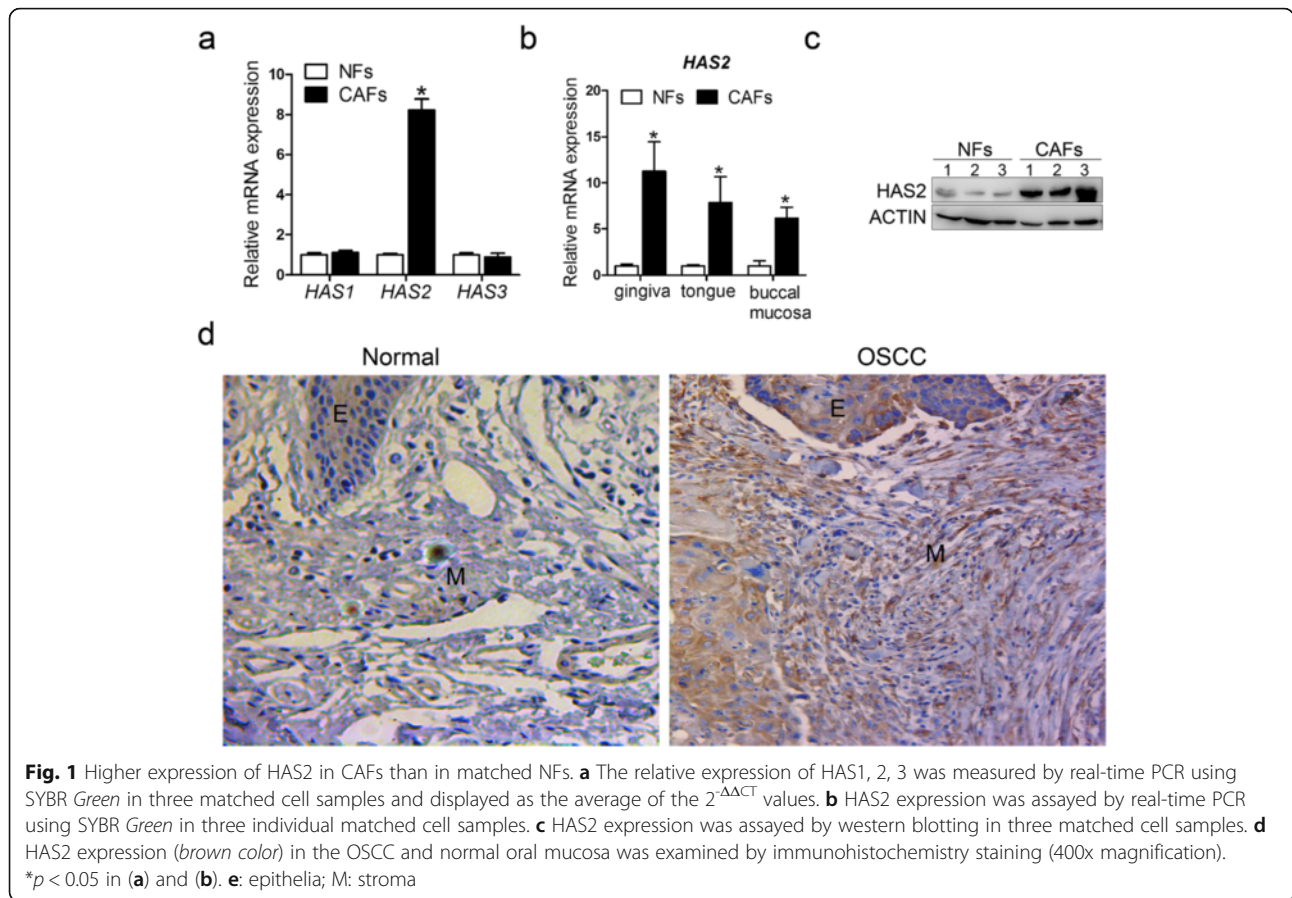 a
NFs
CAFs
Relative mRNA expression
10
8
6
4
2
0
*
HAS1 HAS2 HAS3
b
HAS2
NFs CAFs
Relative mRNA expression
20
15
10
5
0
* * *
gingiva tongue buccal
mucosa
c
NFs CAFs
1 2 3 1 2 3
HAS2
ACTIN
d
Normal OSCC
E
M
E
M
Fig. 1 Higher expression of HAS2 in CAFs than in matched NFs. a The relative expression of HAS1, 2, 3 was measured by real-time PCR using
SYBR Green in three matched cell samples and displayed as the average of the 2-ΔΔCT values. b HAS2 expression was assayed by real-time PCR
using SYBR Green in three individual matched cell samples. c HAS2 expression was assayed by western blotting in three matched cell samples. d
HAS2 expression (brown color) in the OSCC and normal oral mucosa was examined by immunohistochemistry staining (400x magnification).
*p < 0.05 in (a) and (b). e: epithelia; M: stroma